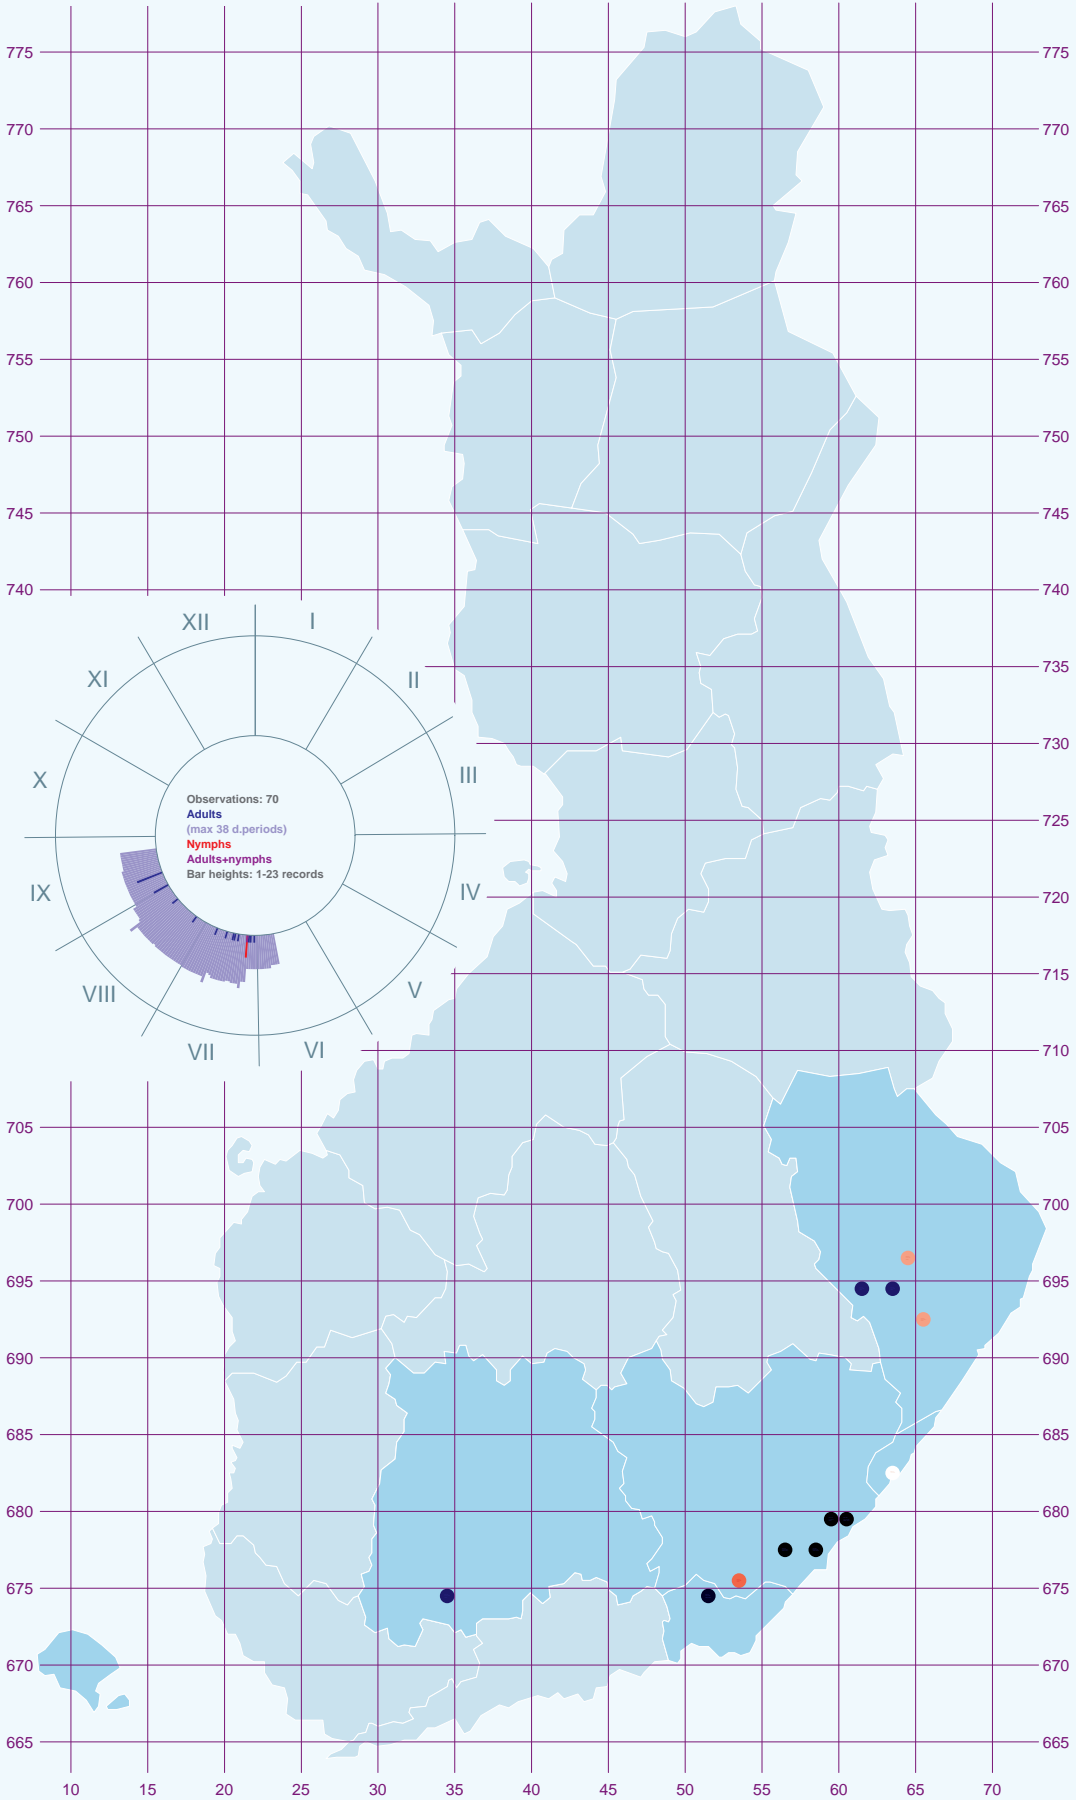 775 775
770 770
765 765
760 760
755 755
750 750
745 745
740 740
XII I
XI II
735
730
X III
Observations: 70
Adults
(max 38 d.periods)
Nymphs
Adults+nymphs
Bar heights: 1-23 records
725
IX IV
720
VIII V
715
VII VI
710
705 705
700 700
695 695
690 690
685 685
680 680
675 675
670 670
665 665
10 15 20 25 30 35 40 45 50 55 60 65 70